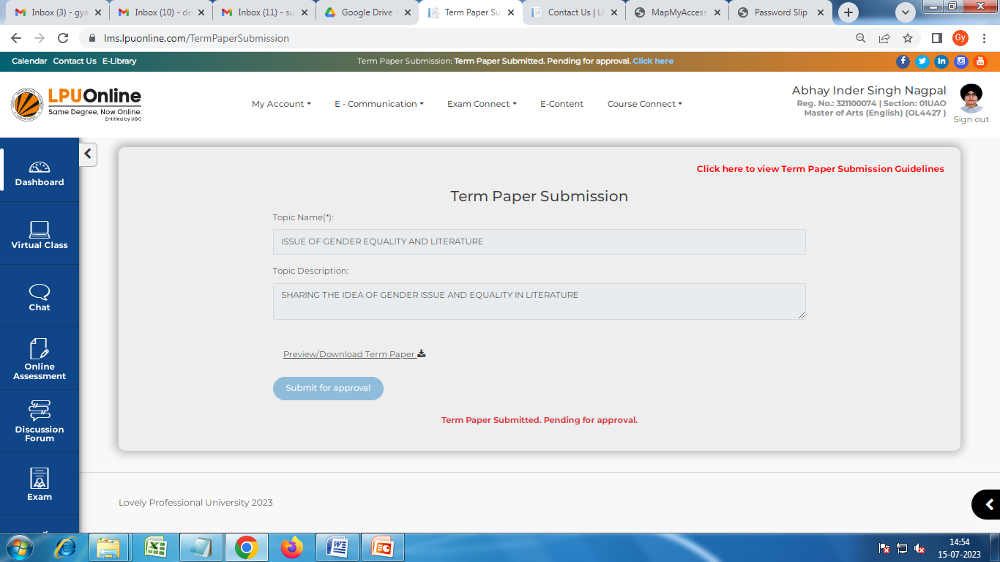 Inbox (3) - gya
Inbox (10) - de
Inbox (11) - su
Google Drive -
Term Paper Su
Contact Us | LP
MapMyAccess
Password Slip
lms.lpuonline.com/TermPaperSubmission
Gy
Calendar Contact Us E-Library
Term Paper Submission: Term Paper Submitted. Pending for approval. Click here
LPUOnline
Same Degree, Now Online.
Entitled by UGC
My Account
E - Communication
Exam Connect
E-Content
Course Connect
Abhay Inder Singh Nagpal
Reg. No.: 321100074 | Section: 01UAO
Master of Arts (English) (OL4427 )
Sign out
Dashboard
Virtual Class
Chat
Online
Assessment
Discussion
Forum
Exam
Click here to view Term Paper Submission Guidelines
Term Paper Submission
Topic Name(*):
ISSUE OF GENDER EQUALITY AND LITERATURE
Topic Description:
SHARING THE IDEA OF GENDER ISSUE AND EQUALITY IN LITERATURE
Preview/Download Term Paper
Submit for approval
Term Paper Submitted. Pending for approval.
Lovely Professional University 2023
14:54
15-07-2023